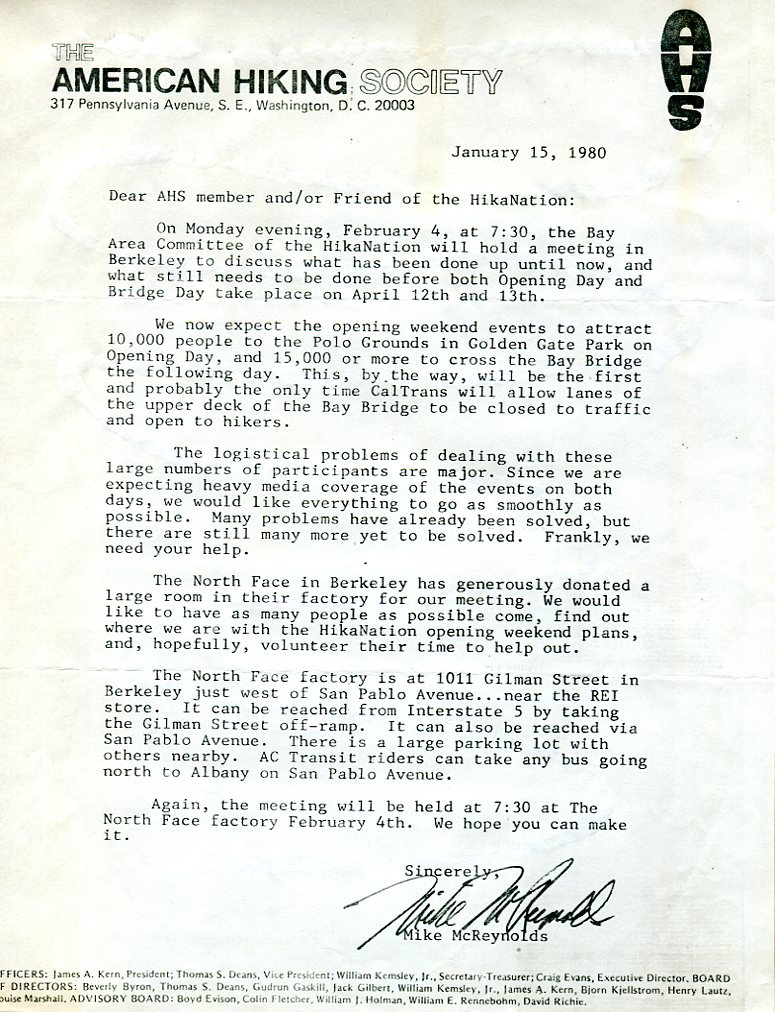 THE
AMERICAN HIKING SOCIETY
317 Pennsylvania Avenue, S. E., Washington, D. C. 20003
AHS
January 15, 1980
Dear AHS member and/or Friend of the HikaNation:
On Monday evening, February 4, at 7:30, the Bay
Area Committee of the HikaNation will hold a meeting in
Berkeley to discuss what has been done up until now, and
what still needs to be done before both Opening Day and
Bridge Day take place on April 12th and 13th.
We now expect the opening weekend events to attract
10,000 people to the Polo Grounds in Golden Gate Park on
Opening Day, and 15,000 or more to cross the Bay Bridge
the following day. This, by the way, will be the first
and probably the only time CalTrans will allow lanes of
the upper deck of the Bay Bridge to be closed to traffic
and open to hikers.
The logistical problems of dealing with these
large numbers of participants are major. Since we are
expecting heavy media coverage of the events on both
days, we would like everything to go as smoothly as
possible. Many problems have already been solved, but
there are still many more yet to be solved. Frankly, we
need your help.
The North Face in Berkeley has generously donated a
large room in their factory for our meeting. We would
like to have as many people as possible come, find out
where we are with the HikaNation opening weekend plans,
and, hopefully, volunteer their time to help out.
The North Face factory is at 1011 Gilman Street in
Berkeley just west of San Pablo Avenue...near the REI
store. It can be reached from Interstate 5 by taking
the Gilman Street off-ramp. It can also be reached via
San Pablo Avenue. There is a large parking lot with
others nearby. AC Transit riders can take any bus going
north to Albany on San Pablo Avenue.
Again, the meeting will be held at 7:30 at The
North Face factory February 4th. We hope you can make
it.
Sincerely,
Mike McReynolds
Mike McReynolds
FFICERS: James A. Kern, President; Thomas S. Deans, Vice President; William Kemsley, Jr., Secretary-Treasurer; Craig Evans, Executive Director. BOARD
F DIRECTORS: Beverly Byron, Thomas S. Deans, Gudrun Gaskill, Jack Gilbert, William Kemsley, Jr., James A. Kern, Bjorn Kjellstrom, Henry Lautz,
ouise Marshall. ADVISORY BOARD: Boyd Evison, Colin Fletcher, William J. Holman, William E. Rennebohm, David Richie.